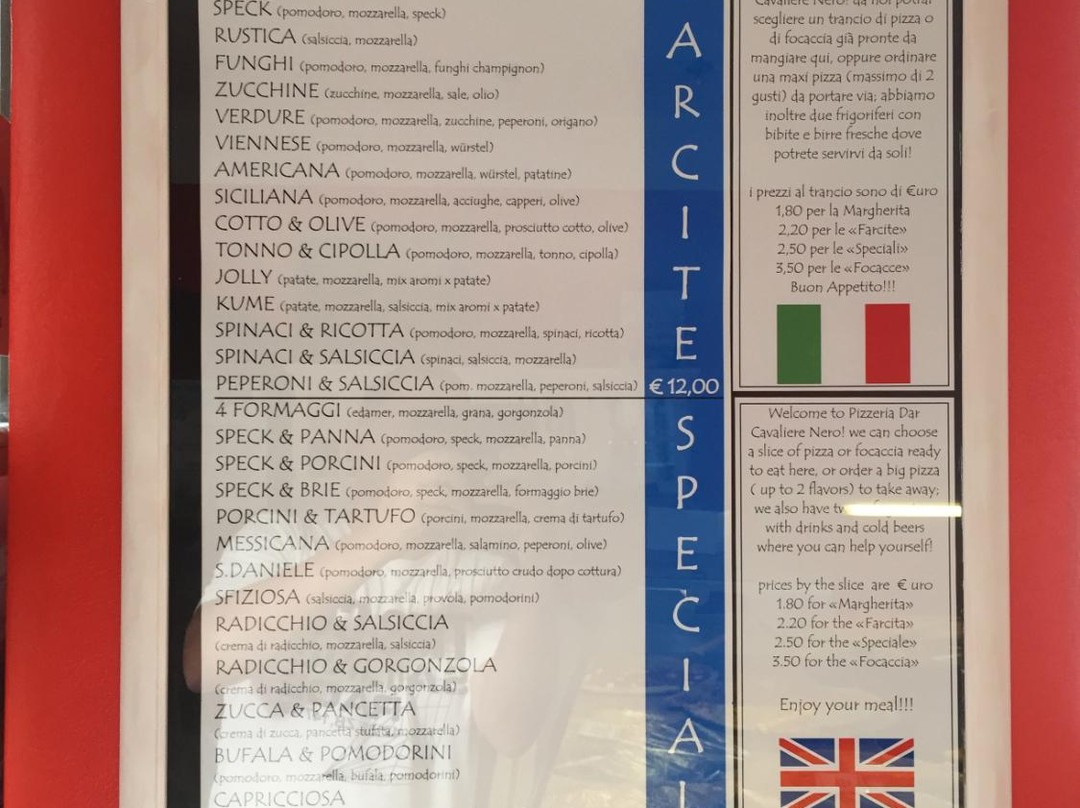 SPECK (pomodoro, mozzarella, speck)
RUSTICA (salsiccia, mozzarella)
FUNGHI (pomodoro, mozzarella, funghi champignon)
ZUCCHINE (zucchine, mozzarella, sale, olio)
VERDURE (pomodoro, mozzarella, zucchine, peperoni, origano)
VIENNESE (pomodoro, mozzarella, würstel)
AMERICANA (pomodoro, mozzarella, würstel, patatine)
SICILIANA (pomodoro, mozzarella, acciughe, capperi, olive)
COTTO & OLIVE (pomodoro, mozzarella, prosciutto cotto, olive)
TONNO & CIPOLLA (pomodoro, mozzarella, tonno, cipolla)
JOLLY (patate, mozzarella, mix aromi x patate)
KUME (patate, mozzarella, salsiccia, mix aromi x patate)
SPINACI & RICOTTA (pomodoro, mozzarella, spinaci, ricotta)
SPINACI & SALSICCIA (spinaci, salsiccia, mozzarella)
PEPERONI & SALSICCIA (pom. mozzarella, peperoni, salsiccia)
4 FORMAGGI (edamer, mozzarella, grana, gorgonzola)
SPECK & PANNA (pomodoro, speck, mozzarella, panna)
SPECK & PORCINI (pomodoro, speck, mozzarella, porcini)
SPECK & BRIE (pomodoro, speck, mozzarella, formaggio brie)
PORCINI & TARTUFO (porcini, mozzarella, crema di tartufo)
MESSICANA (pomodoro, mozzarella, salamino, peperoni, olive)
S.DANIELE (pomodoro, mozzarella, prosciutto crudo dopo cottura)
SFIZIOSA (salsiccia, mozzarella, provola, pomodorini)
RADICCHIO & SALSICCIA
(crema di radicchio, mozzarella, salsiccia)
RADICCHIO & GORGONZOLA
(crema di radicchio, mozzarella, gorgonzola)
ZUCCA & PANCETTA
(crema di zucca, pancetta stufata, mozzarella)
BUFALA & POMODORINI
(pomodoro, mozzarella, bufala, pomodorini)
CAPRICCIOSA
ARCITE
€ 12,00
SPECIAL
Cavaliere Nero! da noi potrai
scegliere un trancio di pizza o
di focaccia già pronte da
mangiare qui, oppure ordinare
una maxi pizza (massimo di 2
gusti) da portare via; abbiamo
inoltre due frigoriferi con
bibite e birre fresche dove
potrete servirvi da soli!
i prezzi al trancio sono di €uro
1,80 per la Margherita
2,20 per le «Farcite»
2,50 per le «Speciali»
3,50 per le «Focacce»
Buon Appetito!!!
Welcome to Pizzeria Dar
Cavaliere Nero! we can choose
a slice of pizza or focaccia ready
to eat here, or order a big pizza
( up to 2 flavors) to take away;
we also have
with drinks and cold beers
where you can help yourself!
prices by the slice are € uro
1.80 for «Margherita»
2.20 for the «Farcita»
2.50 for the «Speciale»
3.50 for the «Focaccia»
Enjoy your meal!!!